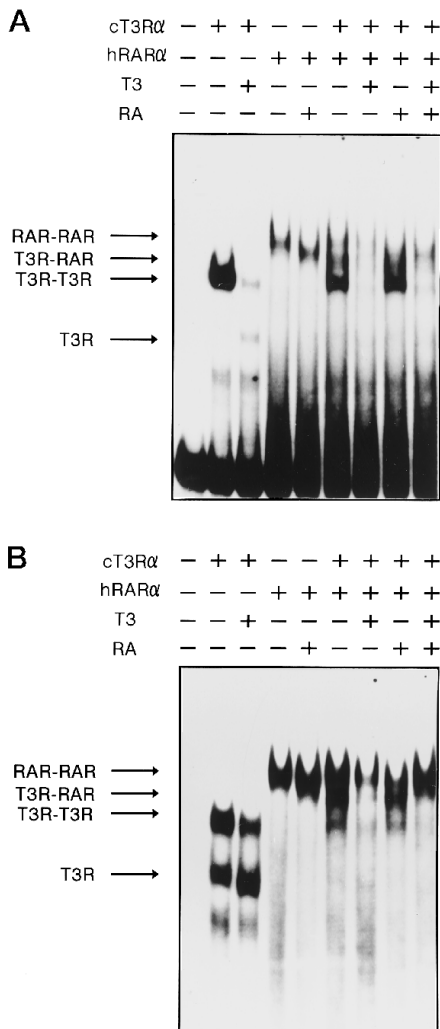 A
cT3Rα – + + – – + + + +
hRARα – – – + + + + + +
T3 – – + – – – + – +
RA – – – – + – – + +
RAR-RAR →
T3R-RAR →
T3R-T3R →
T3R →
B
cT3Rα – + + – – + + + +
hRARα – – – + + + + + +
T3 – – + – – – + – +
RA – – – – + – – + +
RAR-RAR →
T3R-RAR →
T3R-T3R →
T3R →